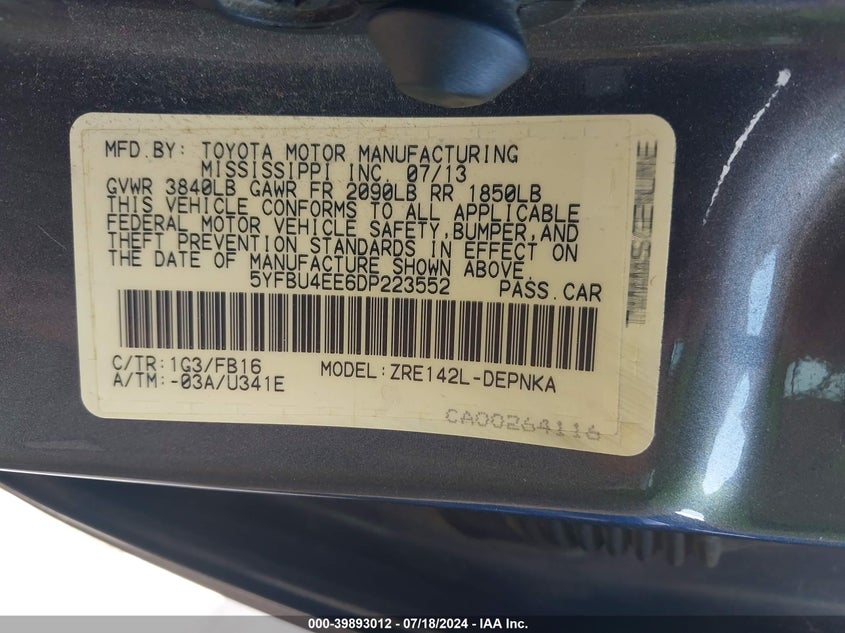 MFD.BY: TOYOTA MOTOR MANUFACTURING
MISSISSIPPI INC. 07/13
GVWR 3840LB GAWR FR 2090LB RR 1850LB
THIS VEHICLE CONFORMS TO ALL APPLICABLE
FEDERAL MOTOR VEHICLE SAFETY,BUMPER,AND
THEFT PREVENTION STANDARDS IN EFFECT ON
THE DATE OF MANUFACTURE SHOWN ABOVE.
5YFBU4EE6DP223552 PASS.CAR
C/TR:1G3/FB16 MODEL:ZRE142L-DEPNKA
A/TM:-03A/U341E
CA00264116
000-39893012 - 07/18/2024 - IAA Inc.